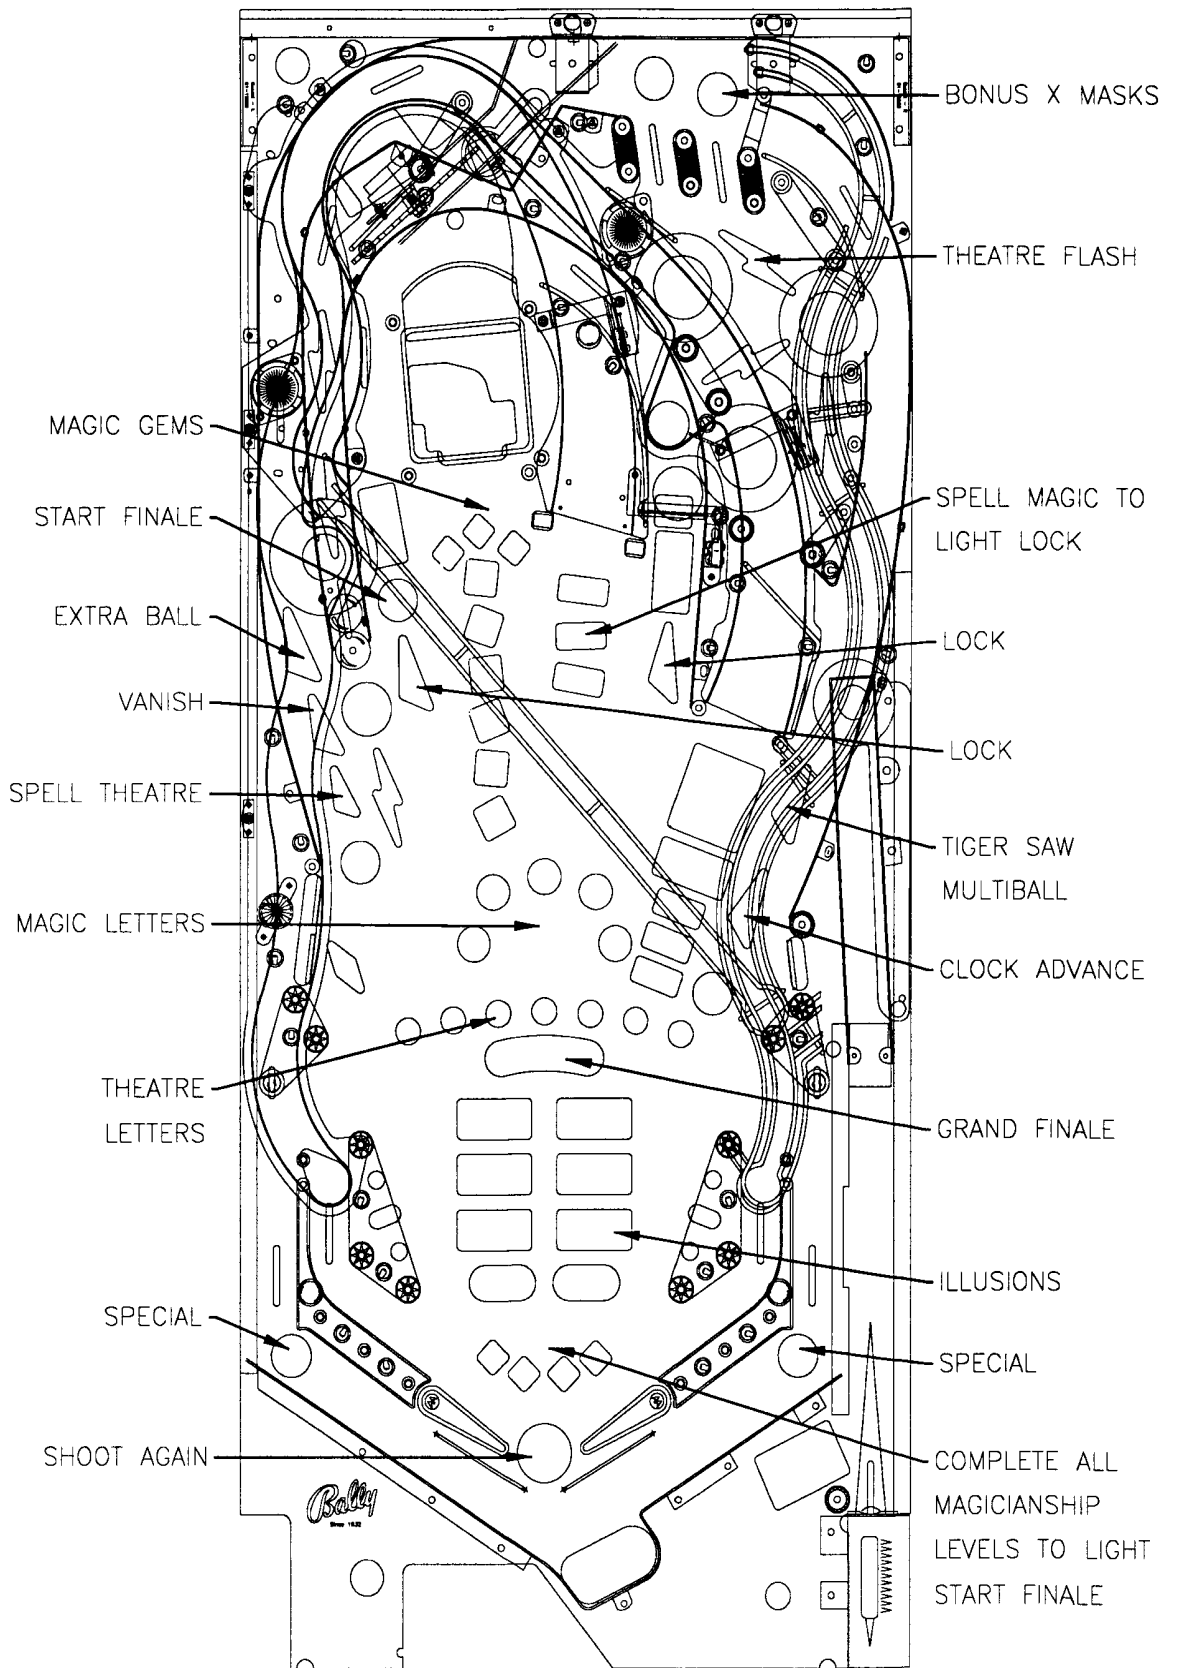 BONUS X MASKS
THEATRE FLASH
MAGIC GEMS
START FINALE
SPELL MAGIC TO
LIGHT LOCK
EXTRA BALL
LOCK
VANISH
LOCK
SPELL THEATRE
TIGER SAW
MULTIBALL
MAGIC LETTERS
CLOCK ADVANCE
THEATRE
LETTERS
GRAND FINALE
ILLUSIONS
SPECIAL
SPECIAL
SHOOT AGAIN
COMPLETE ALL
MAGICIANSHIP
LEVELS TO LIGHT
START FINALE
Bally
Since 1932